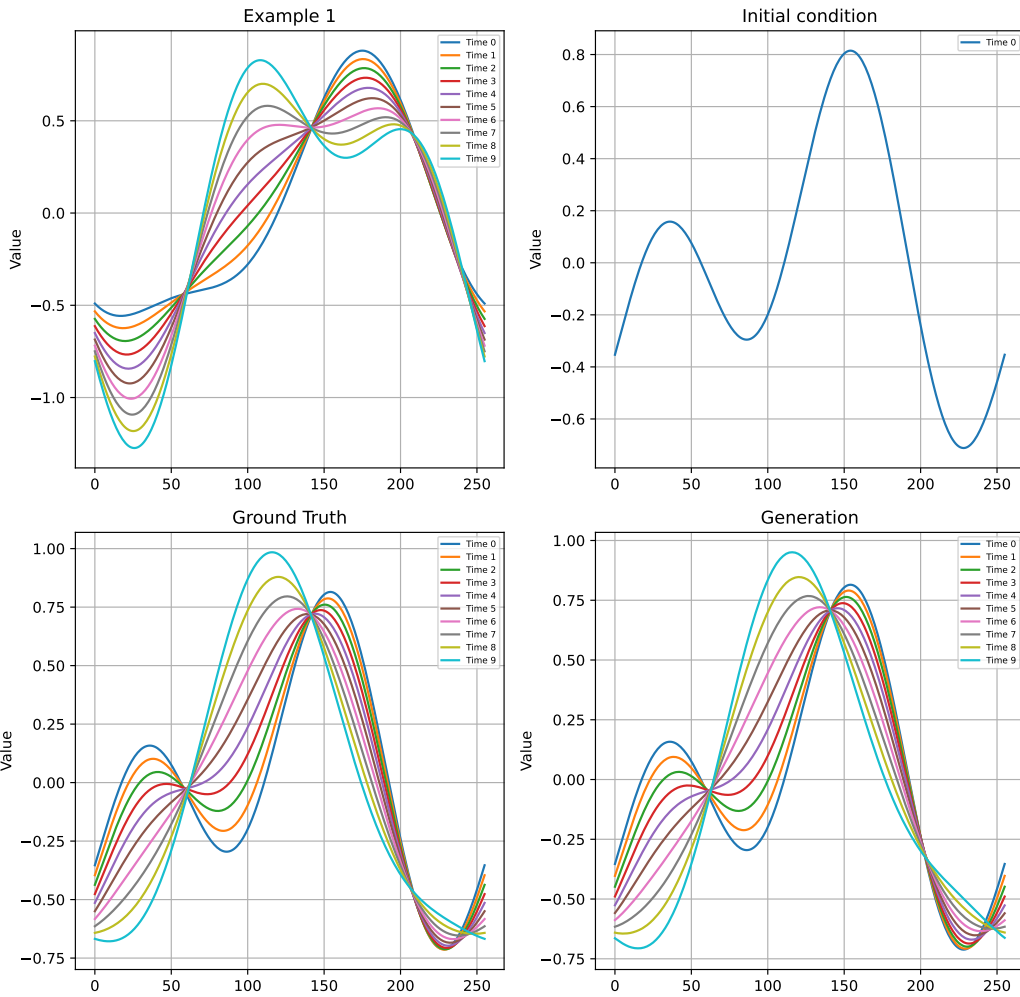 Example 1
Value
0.5
0.0
−0.5
−1.0
0
50
100
150
200
250
Time 0
Time 1
Time 2
Time 3
Time 4
Time 5
Time 6
Time 7
Time 8
Time 9
Initial condition
Value
0.8
0.6
0.4
0.2
0.0
−0.2
−0.4
−0.6
0
50
100
150
200
250
Time 0
Ground Truth
Value
1.00
0.75
0.50
0.25
0.00
−0.25
−0.50
−0.75
0
50
100
150
200
250
Time 0
Time 1
Time 2
Time 3
Time 4
Time 5
Time 6
Time 7
Time 8
Time 9
Generation
Value
1.00
0.75
0.50
0.25
0.00
−0.25
−0.50
−0.75
0
50
100
150
200
250
Time 0
Time 1
Time 2
Time 3
Time 4
Time 5
Time 6
Time 7
Time 8
Time 9